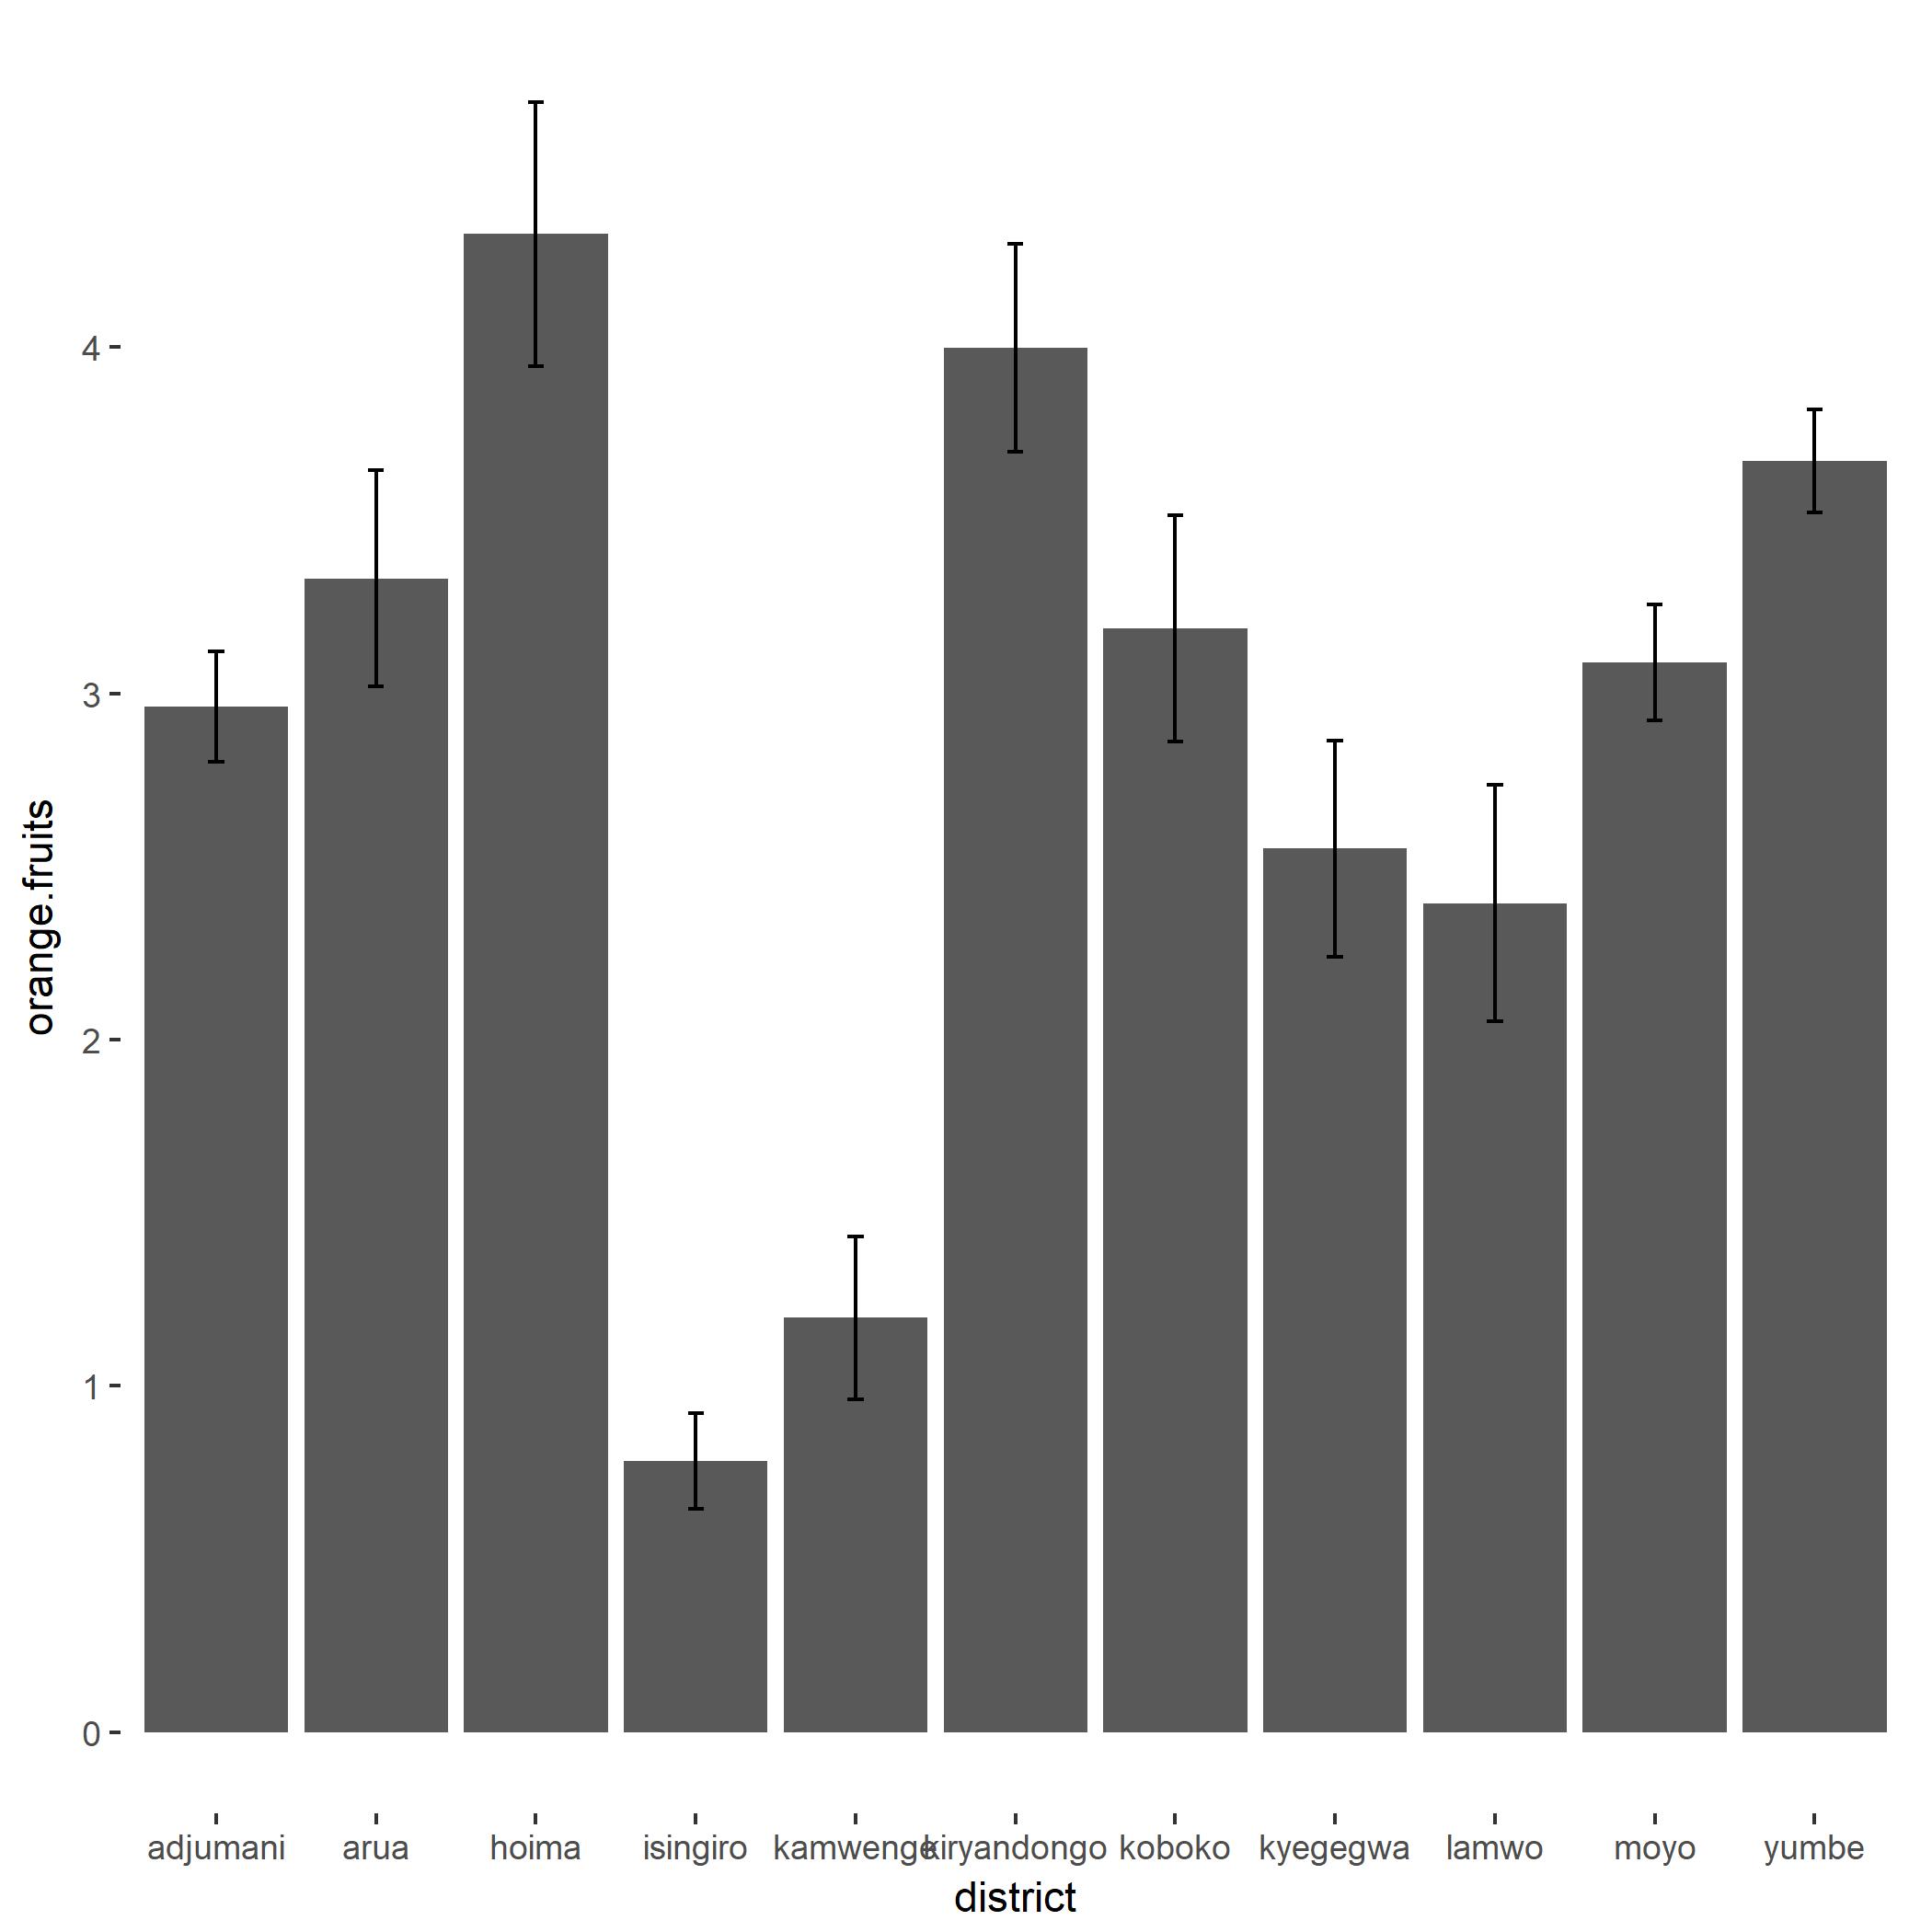 orange.fruits
4
3
2
1
0
adjumani arua hoima isingiro kamwenge kiryandongo koboko kyegegwa lamwo moyo yumbe
district